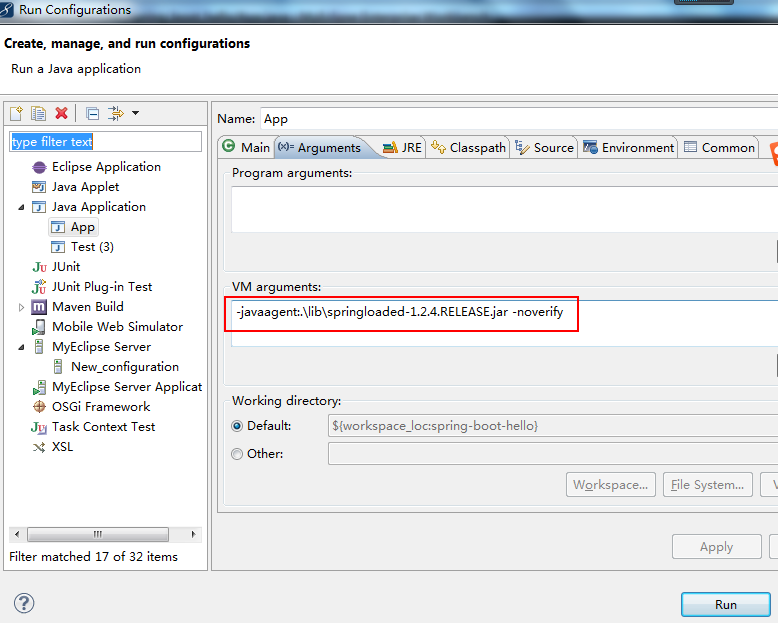 Run Configurations
Create, manage, and run configurations
Run a Java application
type filter text
Eclipse Application
Java Applet
Java Application
App
Test (3)
JUnit
JUnit Plug-in Test
Maven Build
Mobile Web Simulator
MyEclipse Server
New_configuration
MyEclipse Server Applicat
OSGi Framework
Task Context Test
XSL
Filter matched 17 of 32 items
Name: App
Main (x)= Arguments JRE Classpath Source Environment Common
Program arguments:
VM arguments:
-javaagent:.\lib\springloaded-1.2.4.RELEASE.jar -noverify
Working directory:
Default: ${workspace_loc:spring-boot-hello}
Other:
Workspace... File System... V
Apply
Run